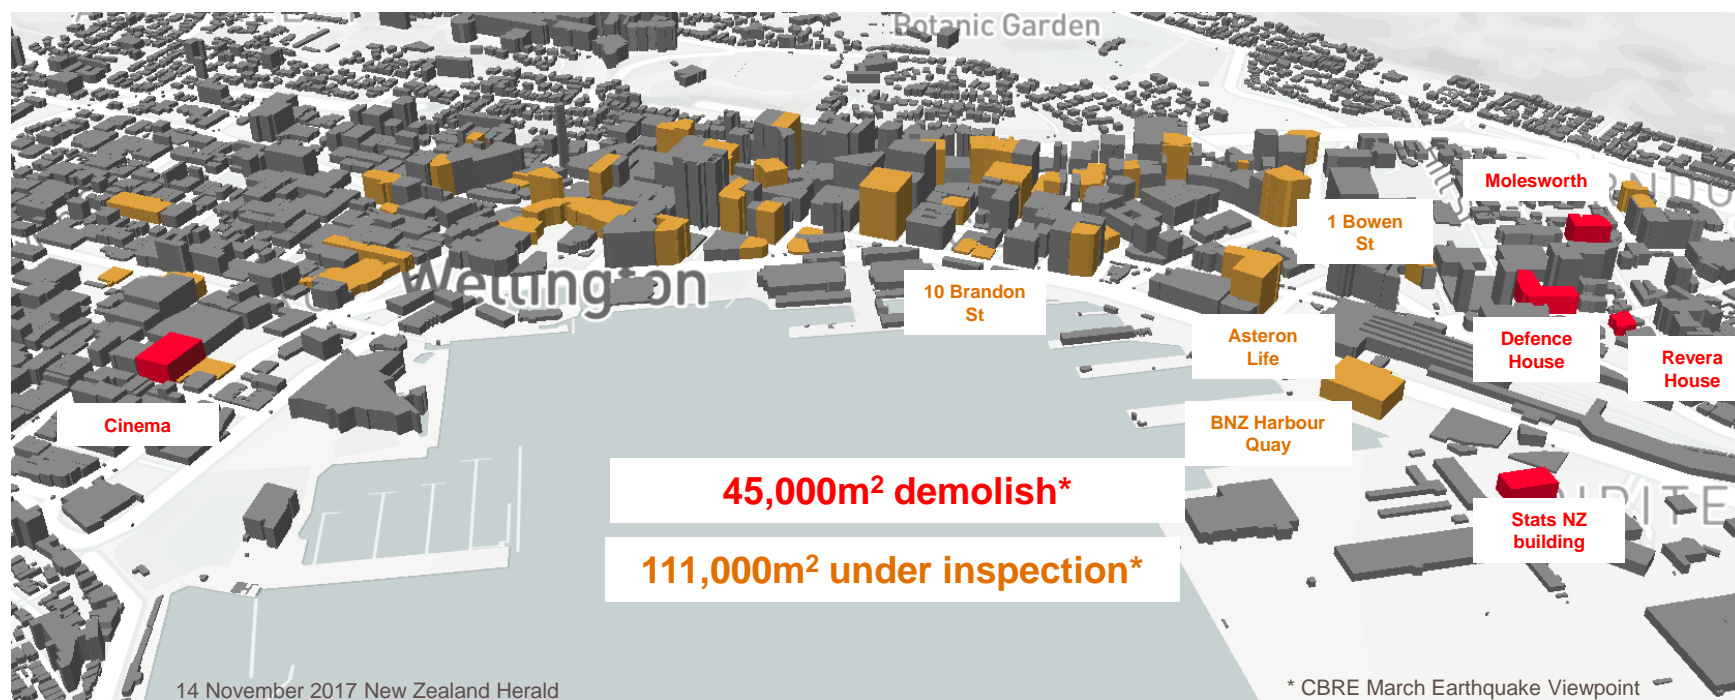 Botanic Garden
Molesworth
1 Bowen
St
Wellington
10 Brandon
St
Asteron
Life
Defence
House
Revera
House
Cinema
BNZ Harbour
Quay
45,000m² demolish*
Stats NZ
building
111,000m² under inspection*
14 November 2017 New Zealand Herald
* CBRE March Earthquake Viewpoint